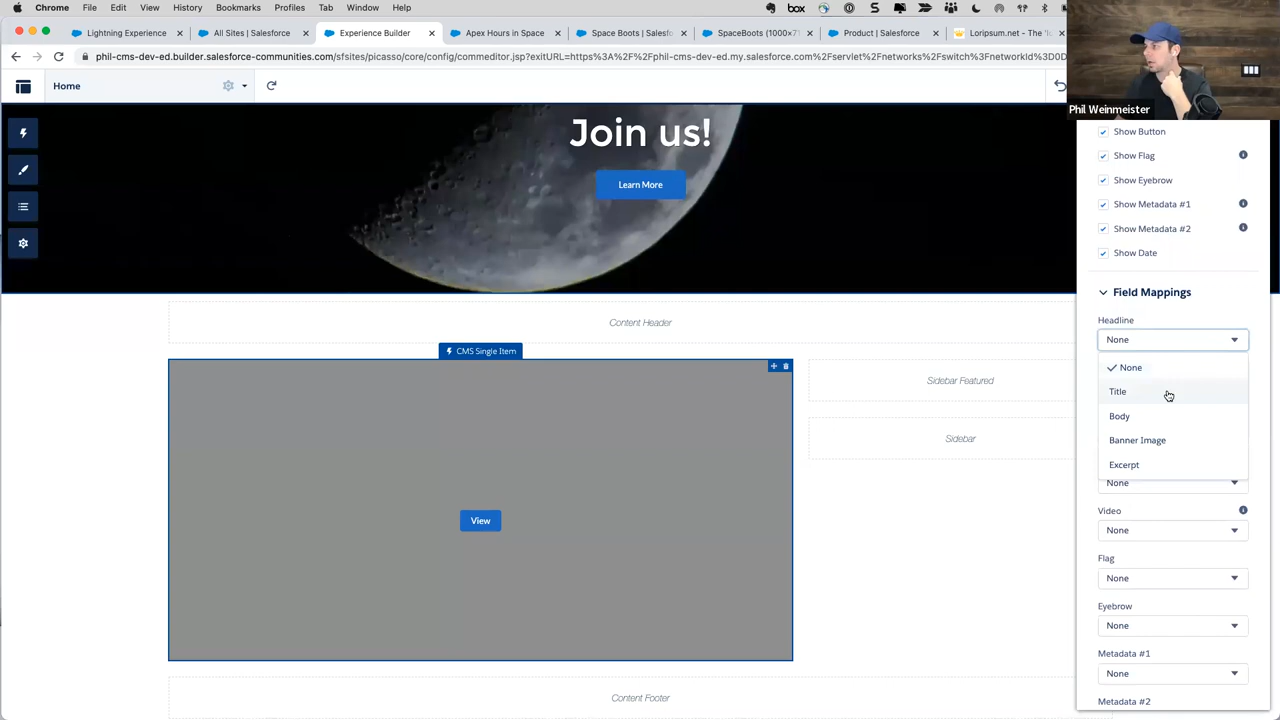 Chrome File Edit View History Bookmarks Profiles Tab Window Help
box
Lightning Experience
All Sites | Salesforce
Experience Builder
Apex Hours in Space
Space Boots | Salesfo
SpaceBoots (1000×71
Product | Salesforce
Loripsum.net - The 'lo
phil-cms-dev-ed.builder.salesforce-communities.com/sfsites/picasso/core/config/commeditor.jsp?exitURL=https%3A%2F%2Fphil-cms-dev-ed.my.salesforce.com%2Fservlet%2Fnetworks%2Fswitch%3FnetworkId%3D0D
Home
Phil Weinmeister
Join us!
Learn More
Content Header
CMS Single Item
View
Sidebar Featured
Sidebar
Content Footer
Show Button
Show Flag
Show Eyebrow
Show Metadata #1
Show Metadata #2
Show Date
Field Mappings
Headline
None
None
Title
Body
Banner Image
Excerpt
None
Video
None
Flag
None
Eyebrow
None
Metadata #1
None
Metadata #2